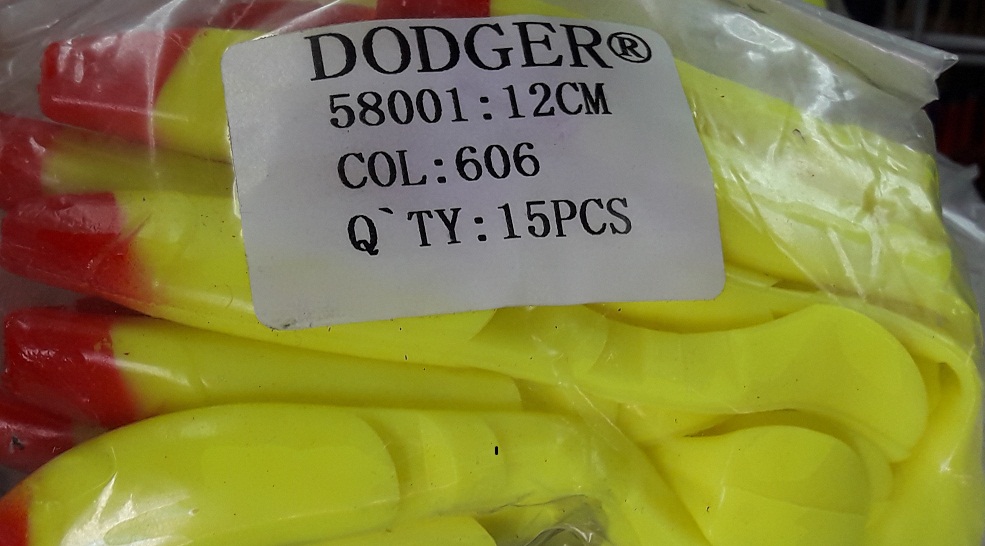 DODGER®
58001:12CM
COL:606
Q`TY:15PCS